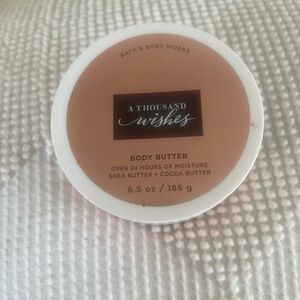 BATH & BODY WORKS
A THOUSAND
wishes
BODY BUTTER
OVER 24 HOURS OF MOISTURE
SHEA BUTTER + COCOA BUTTER
6.5 oz / 185 g